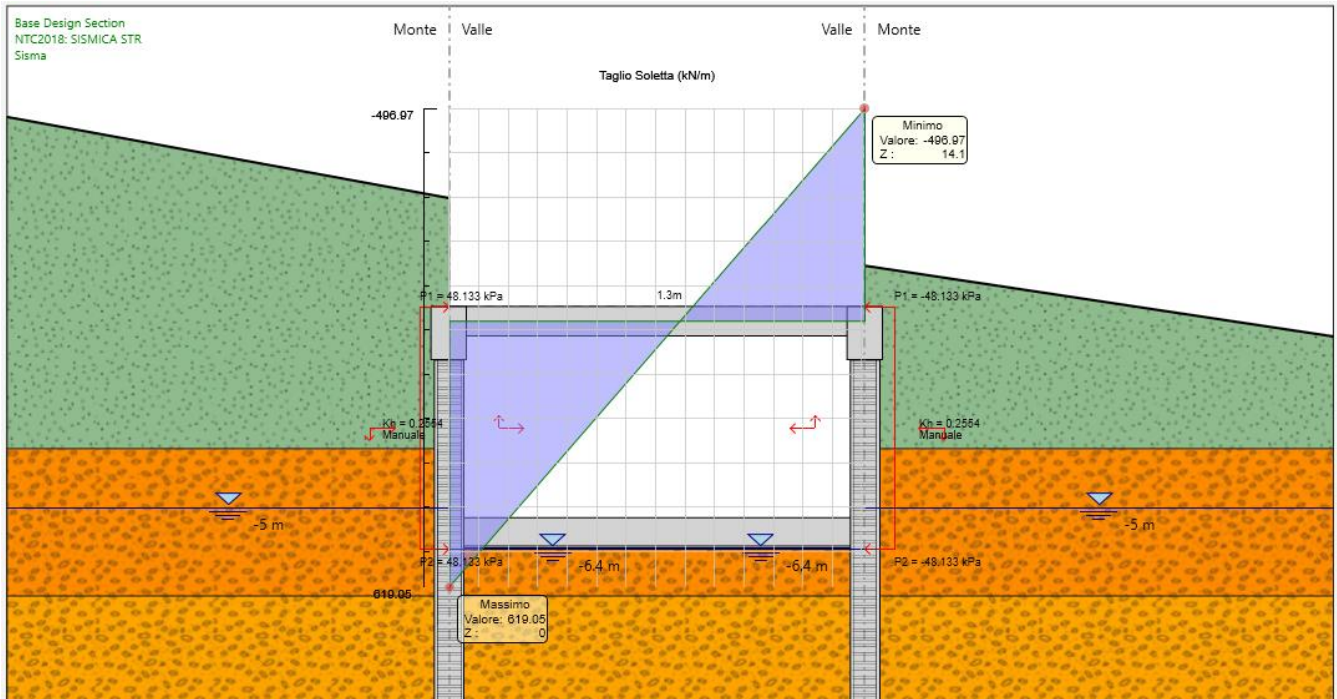 Base Design Section
NTC2018: SISMICA STR
Sisma
Monte Valle
Valle Monte
Taglio Soletta (kN/m)
-496.97
Minimo
Valore: -496.97
Z : 14.1
P1 = 48.133 kPa
1.3m
P1 = -48.133 kPa
Kh = 0.2554
Manuale
Kh = 0.2554
Manuale
-5 m
-5 m
P2 = 48.133 kPa
-6.4 m
-6.4 m
P2 = -48.133 kPa
619.05
Massimo
Valore: 619.05
Z : 0